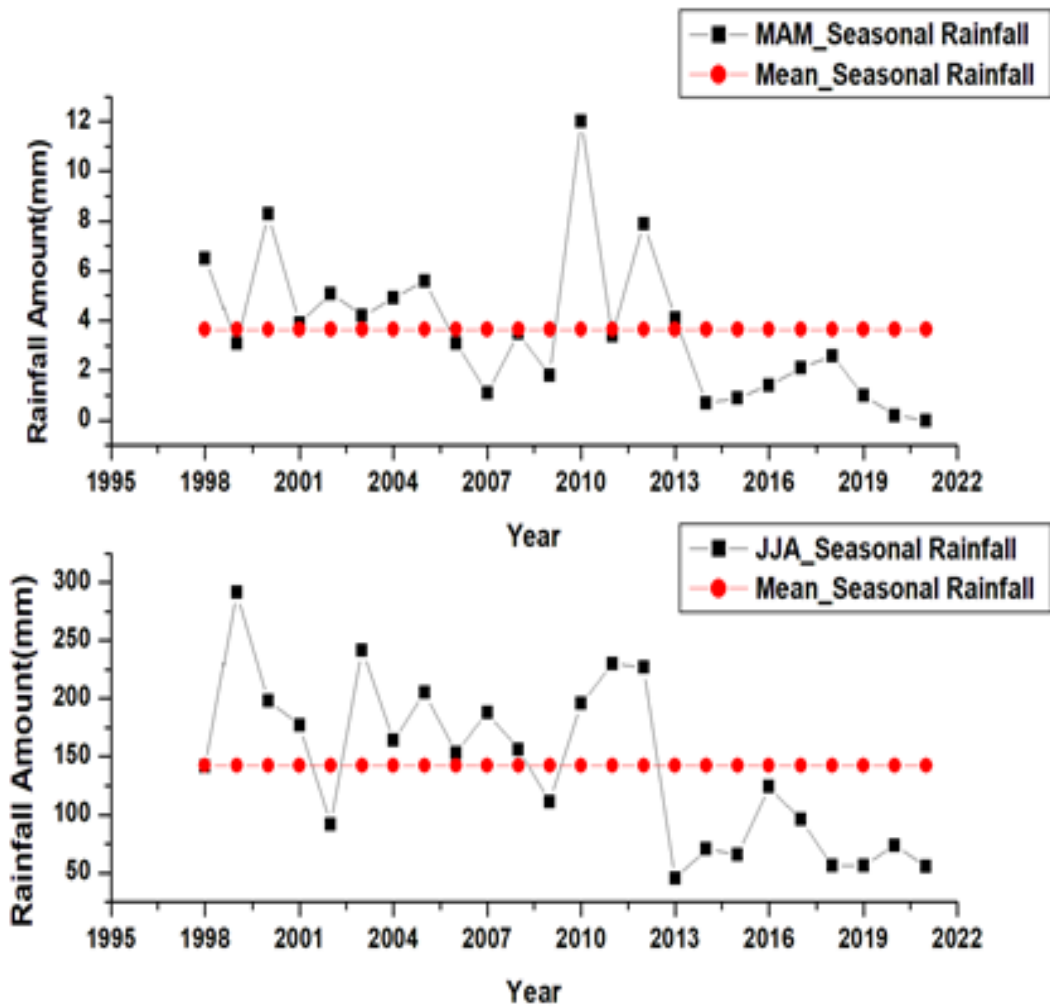 MAM_Seasonal Rainfall
Mean_Seasonal Rainfall
Rainfall Amount(mm)
12
10
8
6
4
2
0
1995 1998 2001 2004 2007 2010 2013 2016 2019 2022
Year
JJA_Seasonal Rainfall
Mean_Seasonal Rainfall
Rainfall Amount(mm)
300
250
200
150
100
50
1995 1998 2001 2004 2007 2010 2013 2016 2019 2022
Year